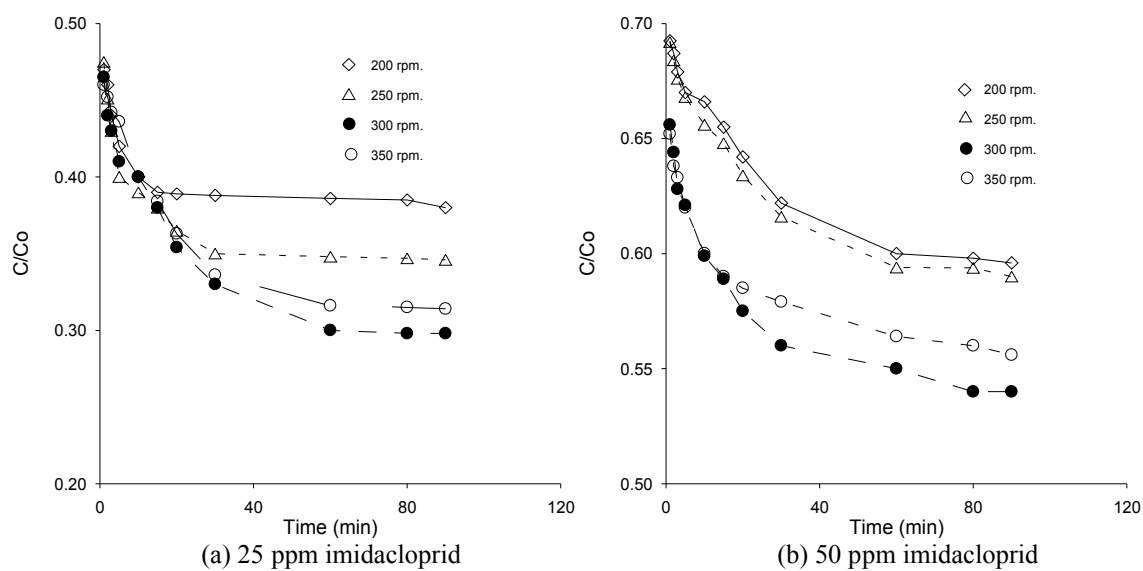 0.50
0.40
0.30
0.20
C/Co
0
40
80
120
Time (min)
200 rpm.
250 rpm.
300 rpm.
350 rpm.
(a) 25 ppm imidacloprid
0.70
0.65
0.60
0.55
0.50
C/Co
0
40
80
120
Time (min)
200 rpm.
250 rpm.
300 rpm.
350 rpm.
(b) 50 ppm imidacloprid